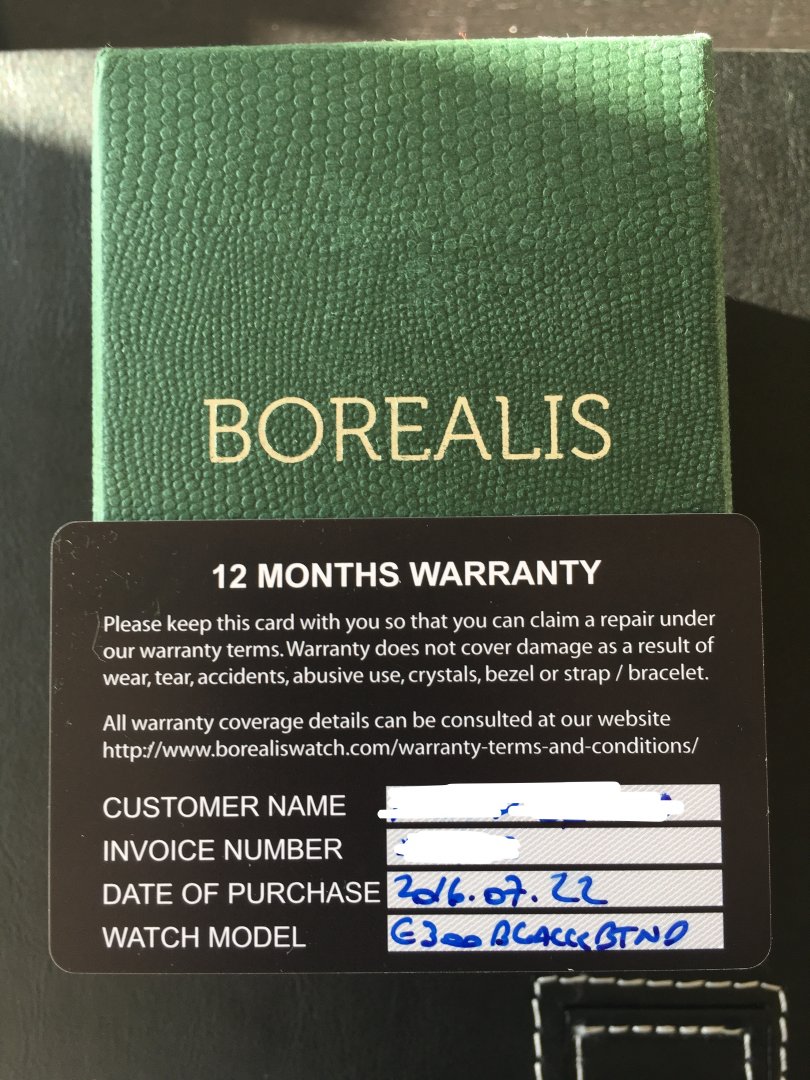 BOREALIS
12 MONTHS WARRANTY
Please keep this card with you so that you can claim a repair under
our warranty terms. Warranty does not cover damage as a result of
wear, tear, accidents, abusive use, crystals, bezel or strap / bracelet.
All warranty coverage details can be consulted at our website
http://www.borealiswatch.com/warranty-terms-and-conditions/
CUSTOMER NAME
INVOICE NUMBER
DATE OF PURCHASE 2016.07.22
WATCH MODEL